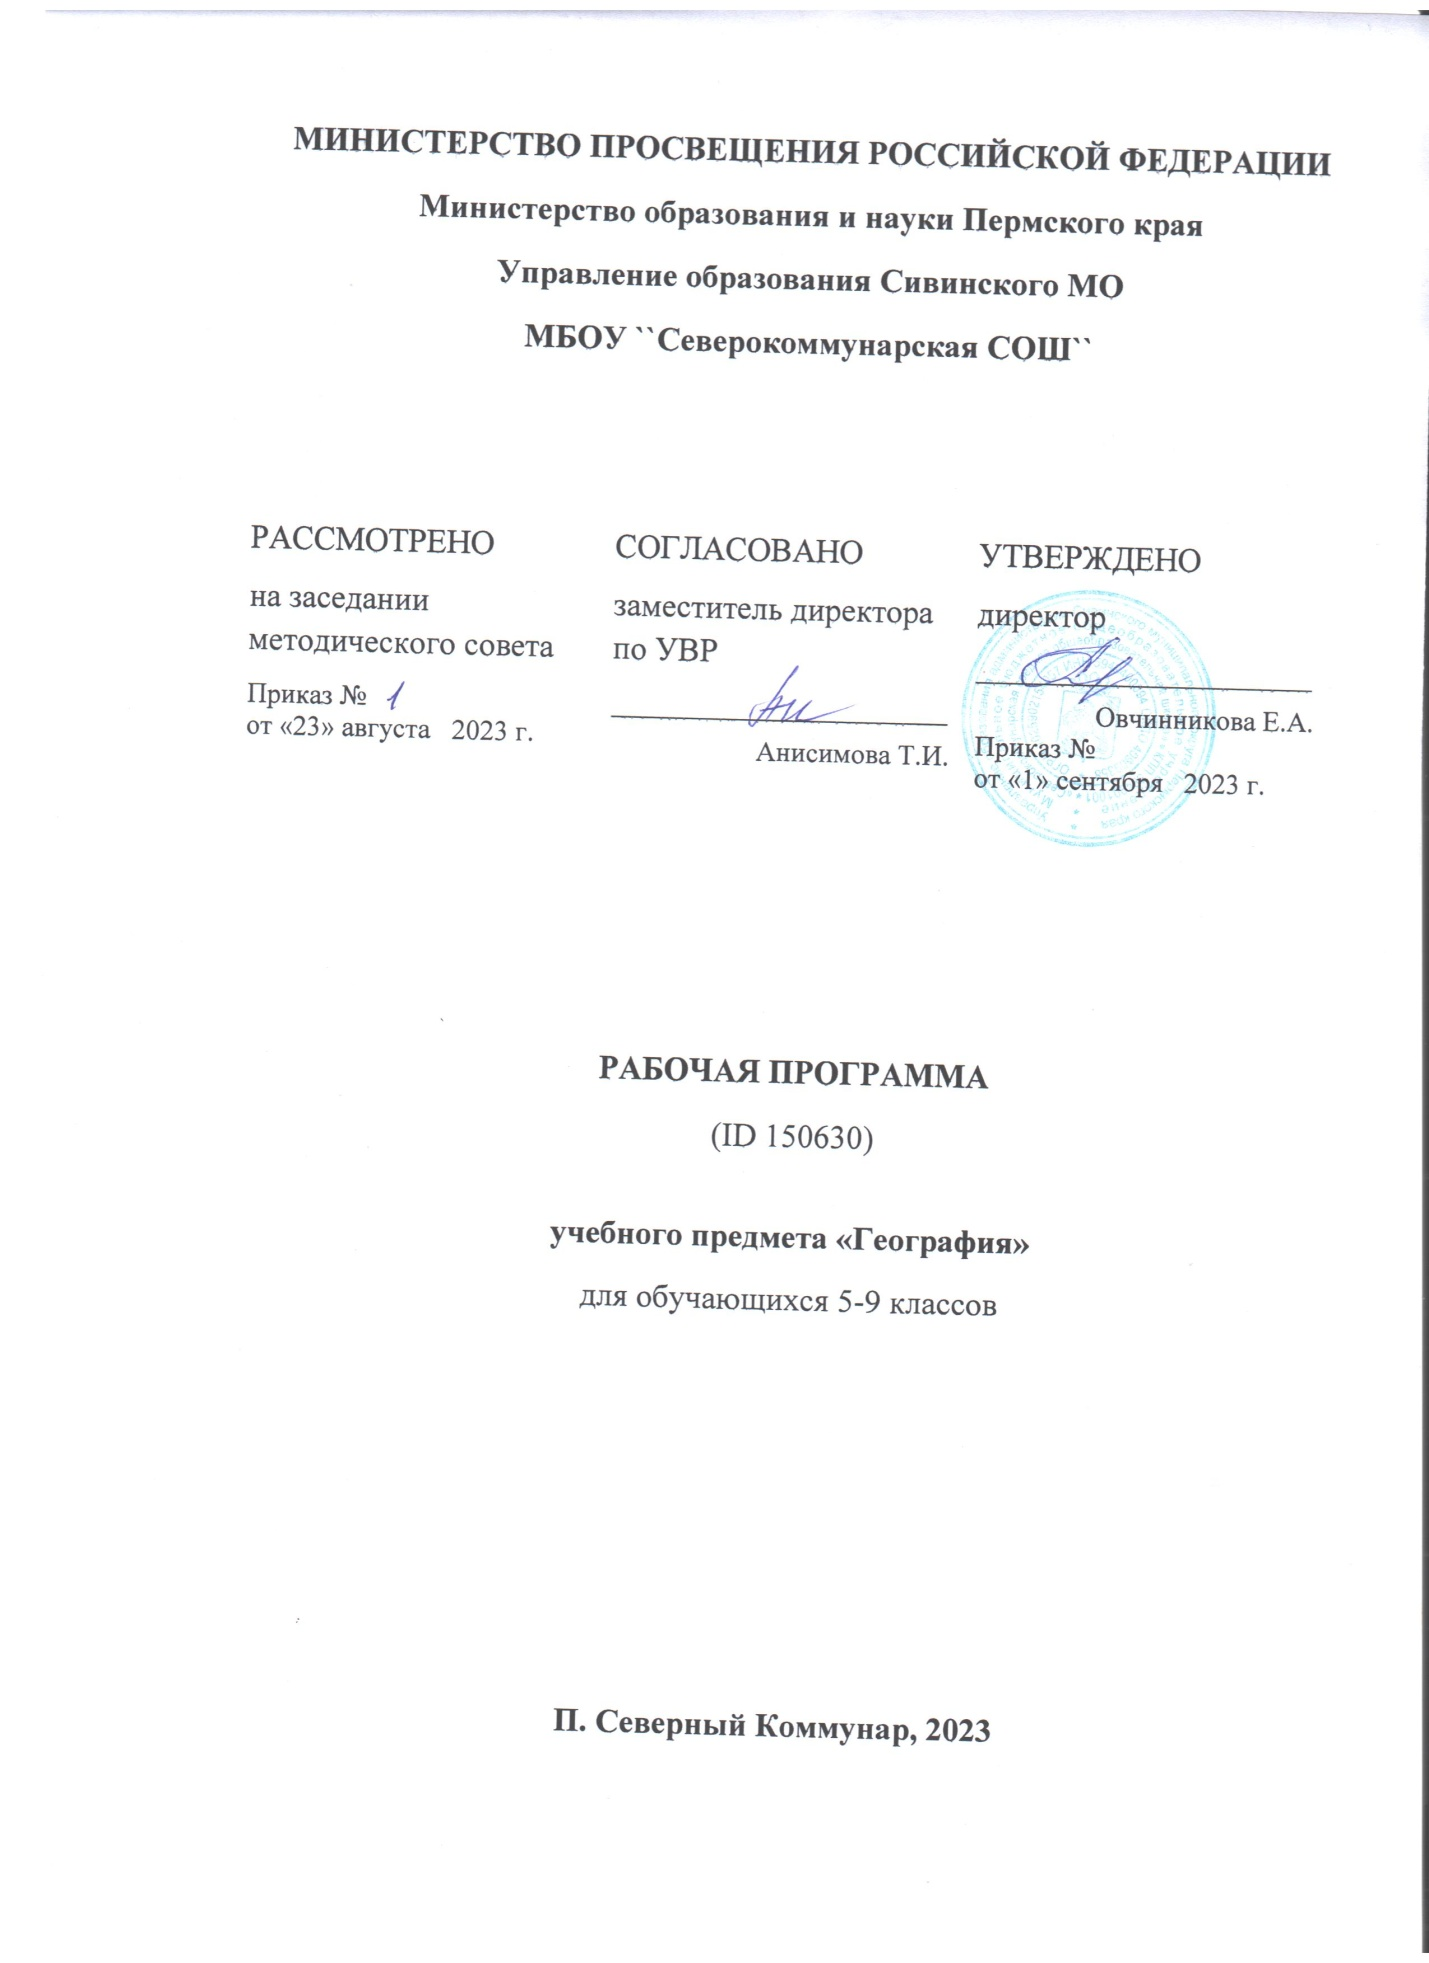 МИНИСТЕРСТВО ПРОСВЕЩЕНИЯ РОССИЙСКОЙ ФЕДЕРАЦИИ
Министерство образования и науки Пермского края
Управление образования Сивинского МО
МБОУ ``Северокоммунарская СОШ``
РАССМОТРЕНО
на заседании
методического совета
Приказ № 1
от «23» августа 2023 г.
СОГЛАСОВАНО
заместитель директора
по УВР
Анисимова Т.И.
УТВЕРЖДЕНО
директор
Овчинникова Е.А.
Приказ №
от «1» сентября 2023 г.
РАБОЧАЯ ПРОГРАММА
(ID 150630)
учебного предмета «География»
для обучающихся 5-9 классов
П. Северный Коммунар, 2023